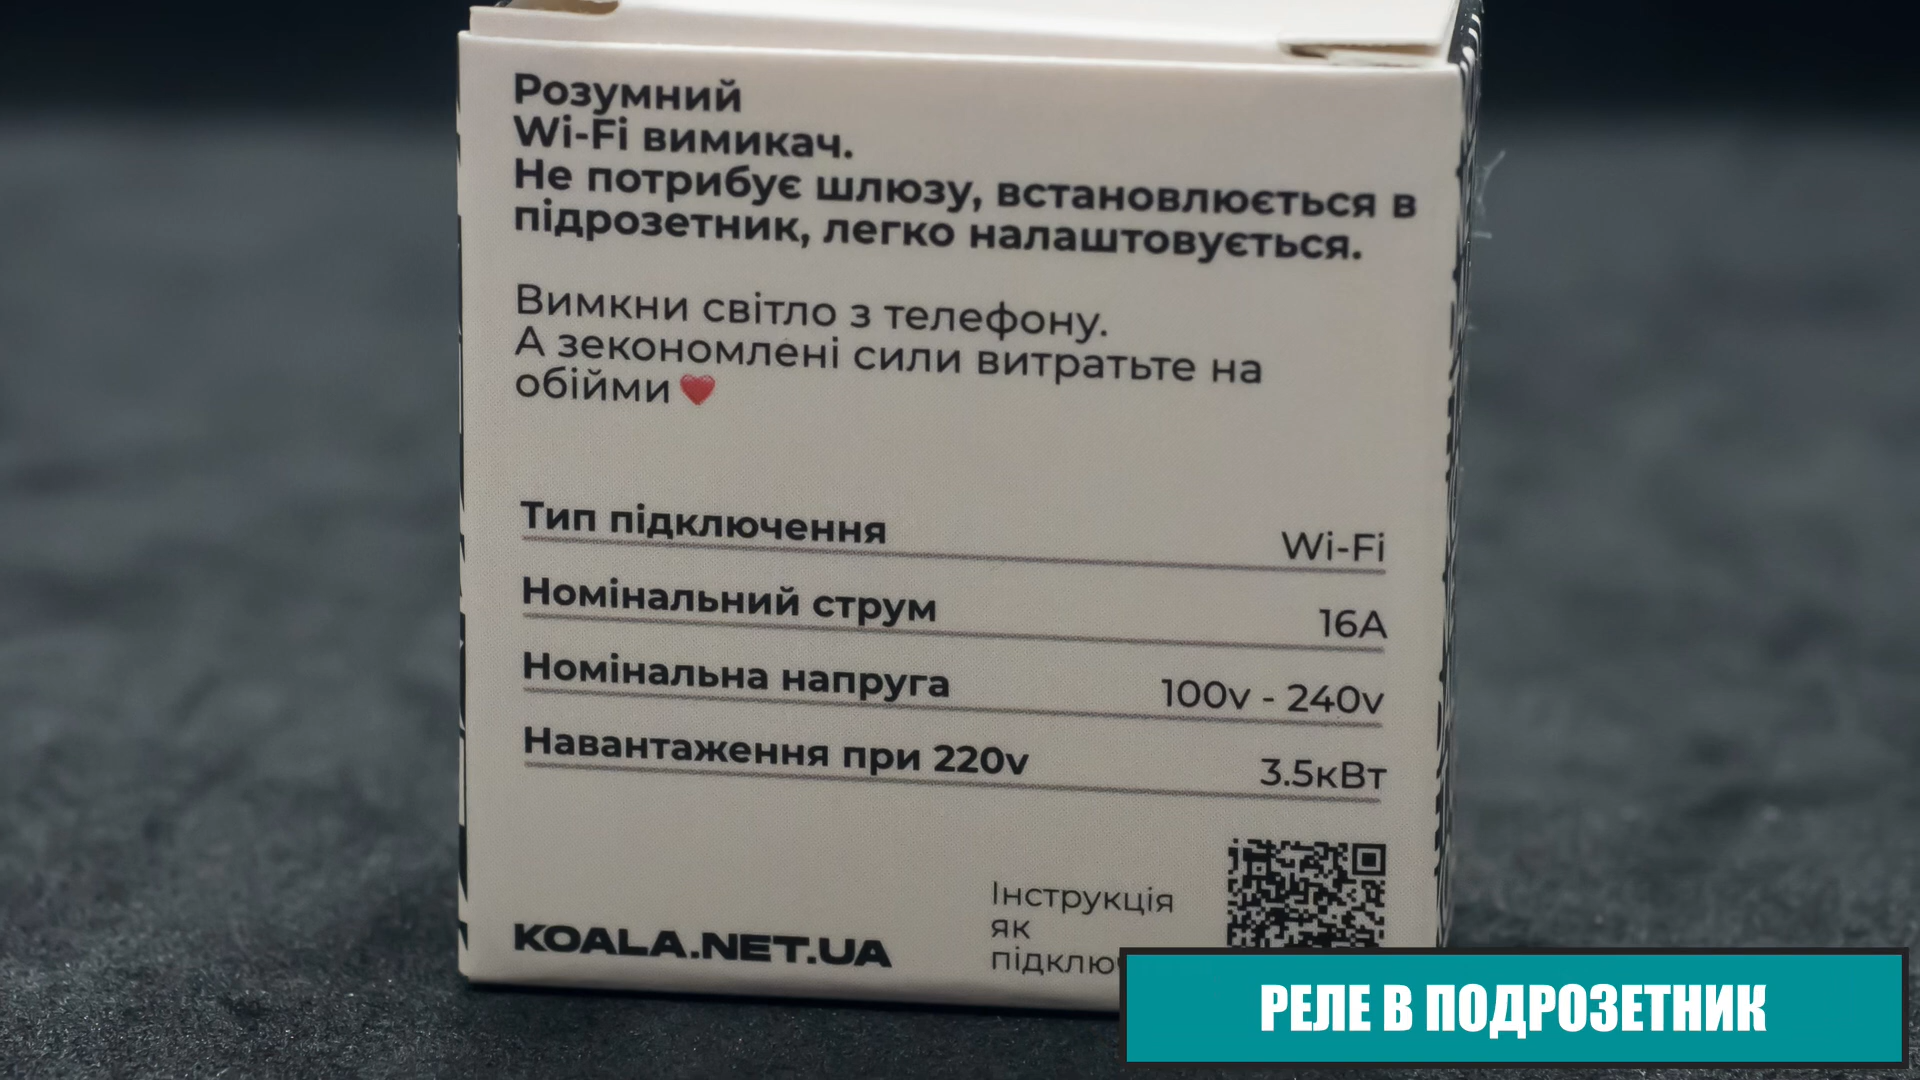 Розумний
Wi-Fi вимикач.
Не потрибує шлюзу, встановлюється в
підрозетник, легко налаштовується.
Вимкни світло з телефону.
А зекономлені сили витратьте на
обійми❤️
Тип підключення Wi-Fi
Номінальний струм 16A
Номінальна напруга 100v - 240v
Навантаження при 220v 3.5кВт
Інструкція
як
KOALA.NET.UA
РЕЛЕ В ПОДРОЗЕТНИК